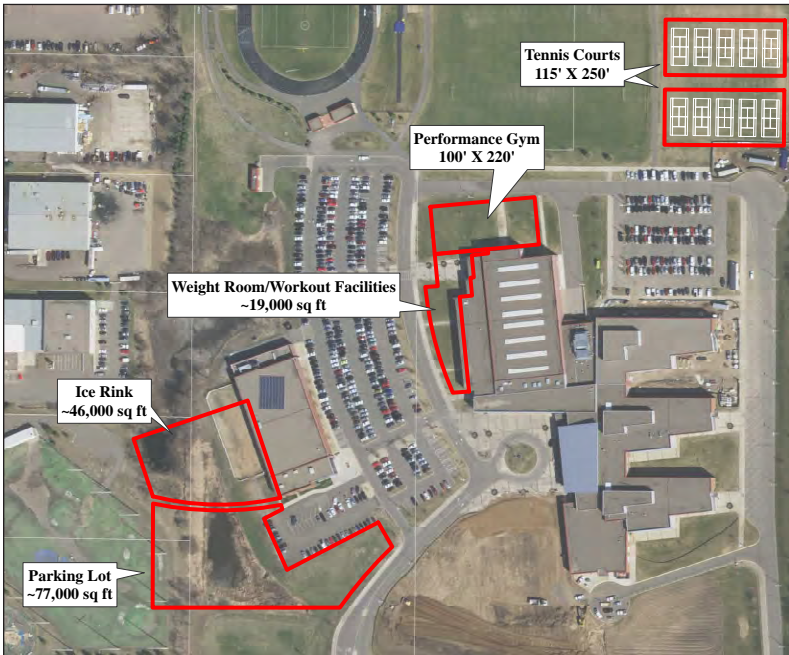 Tennis Courts
115' X 250'
Performance Gym
100' X 220'
Weight Room/Workout Facilities
~19,000 sq ft
Ice Rink
~46,000 sq ft
Parking Lot
~77,000 sq ft